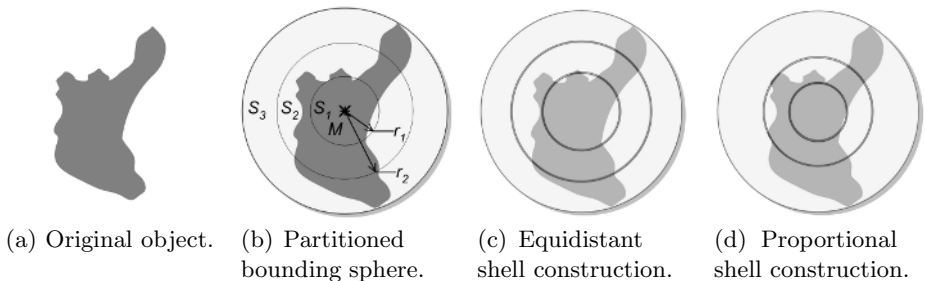 S3 S2 S1
M
r1
r2
(a) Original object.
(b) Partitioned
bounding sphere.
(c) Equidistant
shell construction.
(d) Proportional
shell construction.